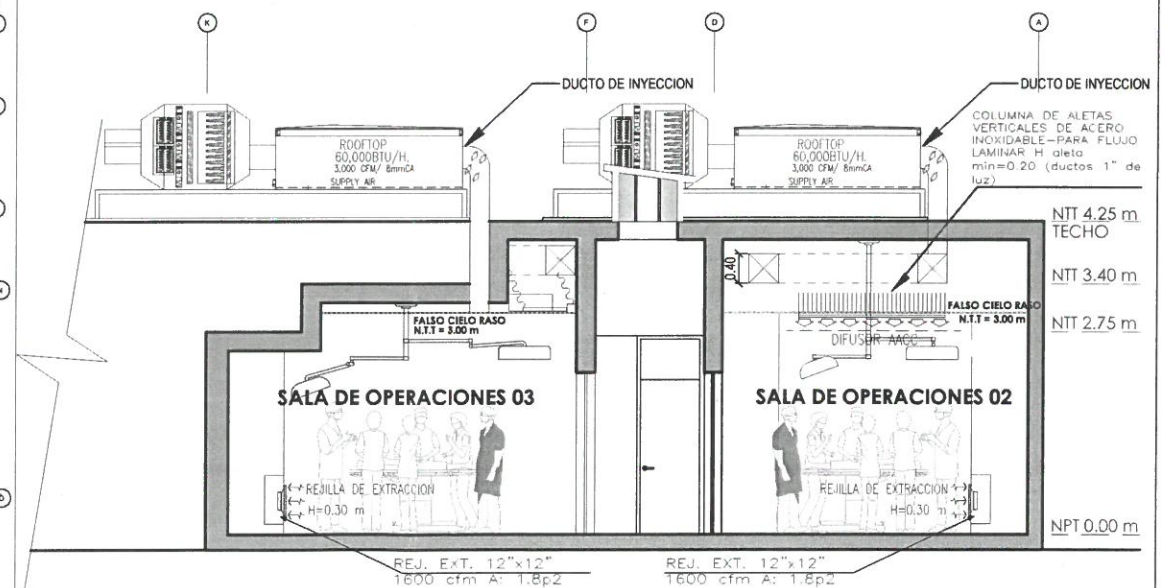 K
F
D
A
DUCTO DE INYECCION
DUCTO DE INYECCION
COLUMNA DE ALETAS
VERTICALES DE ACERO
INOXIDABLE-PARA FLUJO
LAMINAR H aleta
min=0.20 (ductos 1" de
luz)
ROOFTOP
60,000BTU/H.
3,000 CFM/ 8mmCA
SUPPLY AIR
ROOFTOP
60,000BTU/H.
3,000 CFM/ 8mmCA
SUPPLY AIR
NTT 4.25 m
TECHO
0.40
NTT 3.40 m
FALSO CIELO RASO
N.T.T = 3.00 m
FALSO CIELO RASO
N.T.T = 3.00 m
NTT 2.75 m
DIFUSOR AACC
SALA DE OPERACIONES 03
SALA DE OPERACIONES 02
REJILLA DE EXTRACCION
H=0.30 m
REJILLA DE EXTRACCION
H=0.30 m
NPT 0.00 m
REJ. EXT. 12"x12"
1600 cfm A: 1.8p2
REJ. EXT. 12"x12"
1600 cfm A: 1.8p2